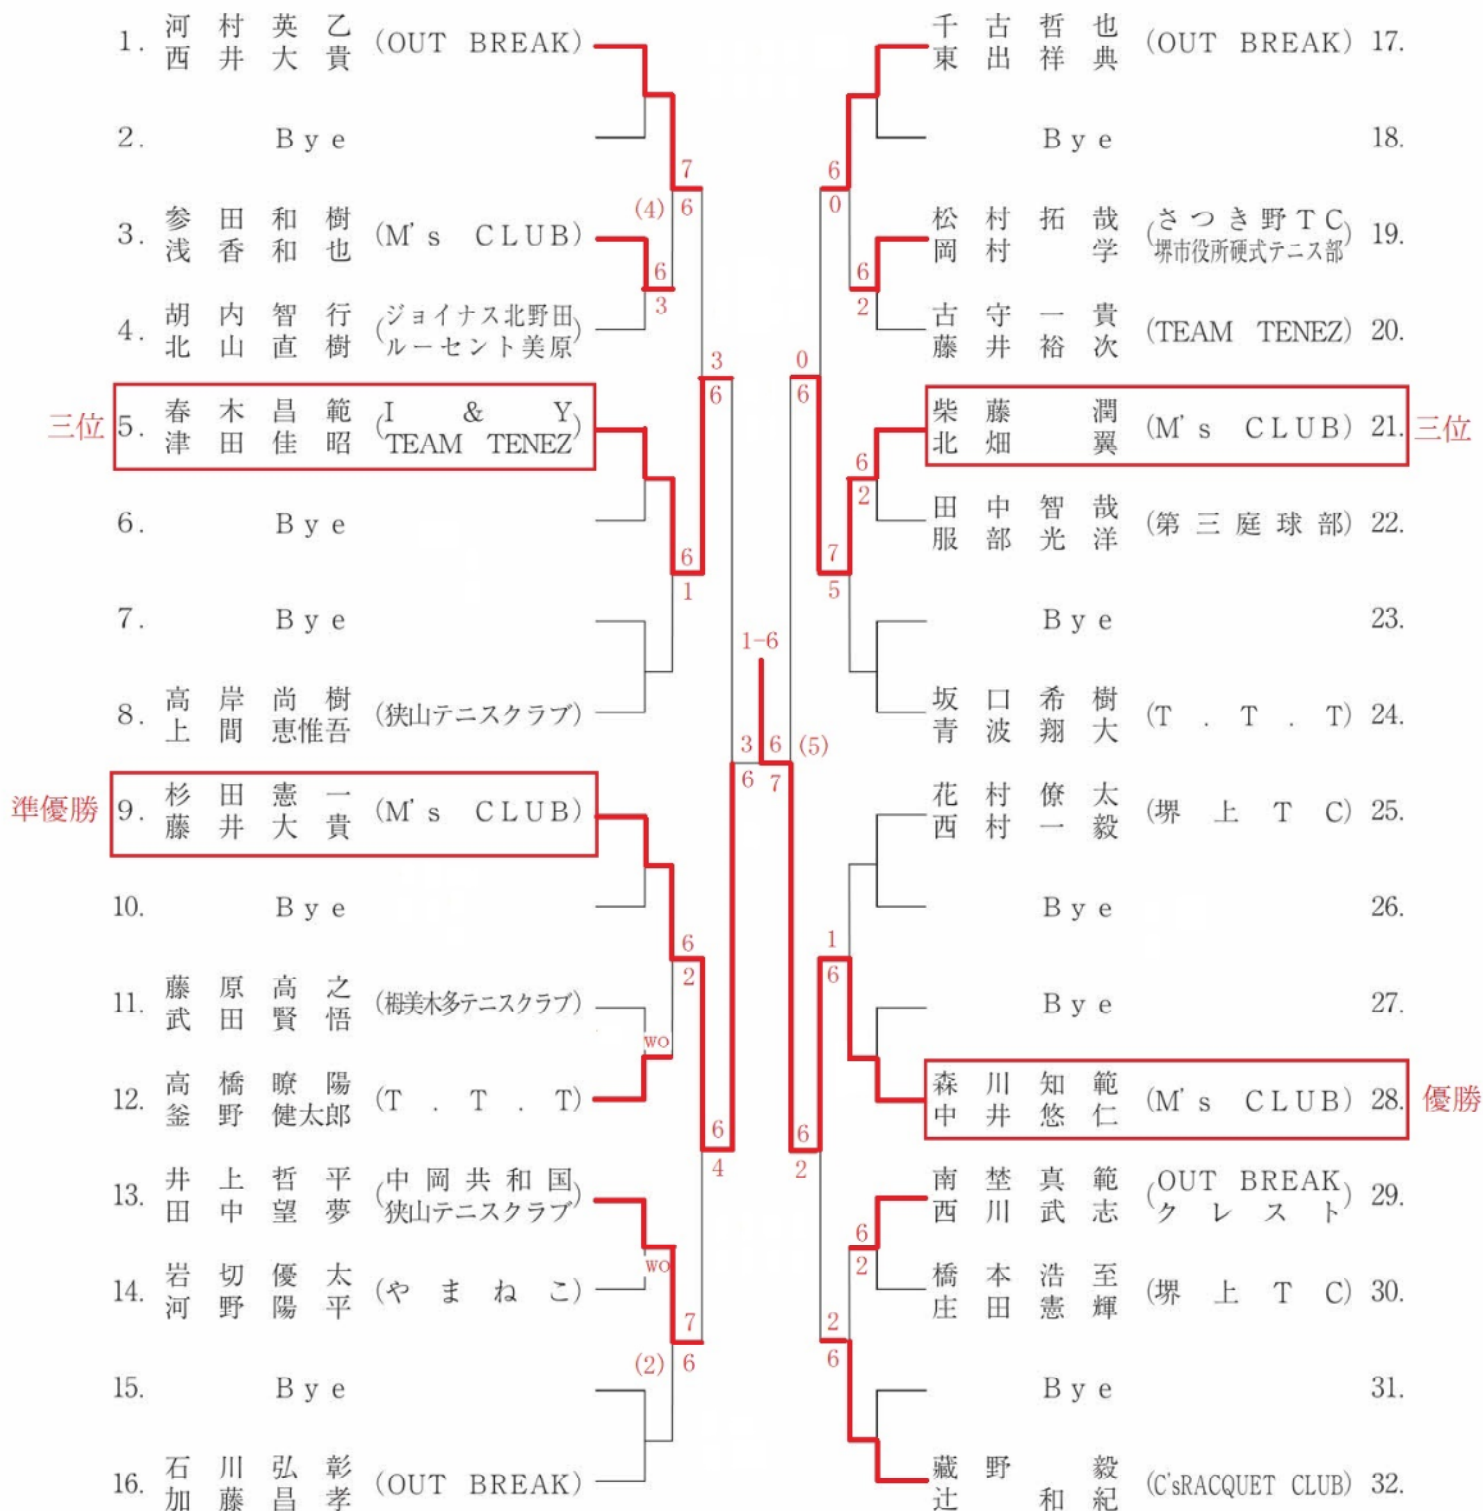 1. 河村英乙 (OUT BREAK)
西井大貴
2. Bye
3. 参田和樹 (M's CLUB)
浅香和也
4. 胡内智行 (ジョイナス北野田
北山直樹 ルーセント美原)
三位 5. 春木昌範 (I & Y
津田佳昭 TEAM TENEZ)
6. Bye
7. Bye
8. 高岸尚樹 (狭山テニスクラブ)
上間恵惟吾
準優勝 9. 杉田憲一 (M's CLUB)
藤井大貴
10. Bye
11. 藤原高之 (栂美木多テニスクラブ)
武田賢悟
12. 高橋瞭陽 (T.T.T)
釜野健太郎
13. 井上哲平 (中岡共和国
田中望夢 狭山テニスクラブ)
14. 岩切優太 (やまねこ)
河野陽平
15. Bye
16. 石川弘彰 (OUT BREAK)
加藤昌孝
7
(4) 6
6
3
3
6
6
1
6
2
wo
6
4
wo
7
(2) 6
1-6
3 6 (5)
6 7
6
0
6
2
0
6
6
2
7
5
1
6
6
2
6
2
2
6
千古哲也 (OUT BREAK) 17.
東出祥典
Bye 18.
松村拓哉 (さつき野TC
岡村学 堺市役所硬式テニス部) 19.
古守一貴 (TEAM TENEZ) 20.
藤井裕次
柴藤潤 (M's CLUB) 21. 三位
北畑翼
田中智哉 (第三庭球部) 22.
服部光洋
Bye 23.
坂口希樹 (T.T.T) 24.
青波翔大
花村僚太 (堺上TC) 25.
西村一毅
Bye 26.
Bye 27.
森川知範 (M's CLUB) 28. 優勝
中井悠仁
南埜真範 (OUT BREAK
西川武志 クレスト) 29.
橋本浩至 (堺上TC) 30.
庄田憲輝
Bye 31.
藏野毅 (C'sRACQUET CLUB) 32.
辻和紀